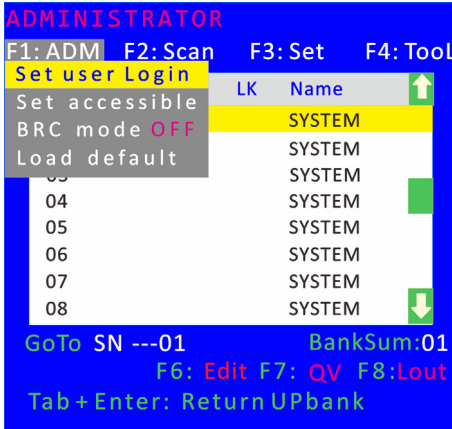 ADMINISTRATOR
F1: ADM F2: Scan F3: Set F4: TooL
Set user Login
Set accessible
BRC mode OFF
Load default
LK Name
SYSTEM
SYSTEM
03 SYSTEM
04 SYSTEM
05 SYSTEM
06 SYSTEM
07 SYSTEM
08 SYSTEM
GoTo SN ---01 BankSum:01
F6: Edit F7: QV F8:Lout
Tab+Enter: Return UPbank